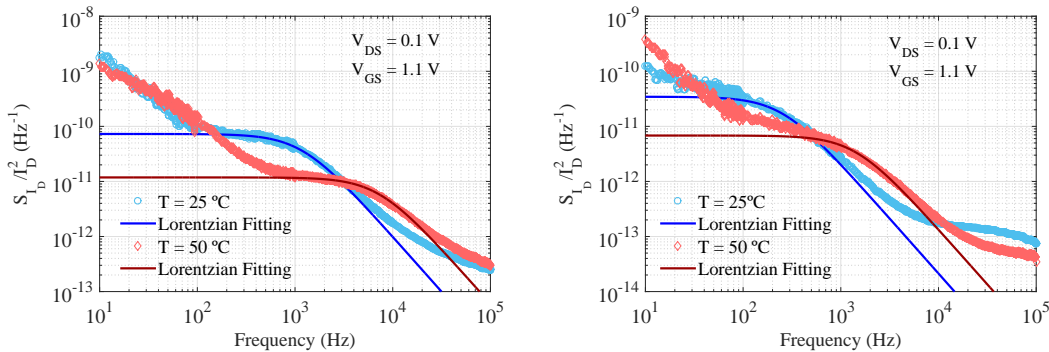 10^-8
10^-9
10^-10
10^-11
10^-12
10^-13
S_{I_D}/I_D^2 (Hz^-1)
V_DS = 0.1 V
V_GS = 1.1 V
T = 25 ºC
Lorentzian Fitting
T = 50 ºC
Lorentzian Fitting
10^1 10^2 10^3 10^4 10^5
Frequency (Hz)
10^-9
10^-10
10^-11
10^-12
10^-13
10^-14
S_{I_D}/I_D^2 (Hz^-1)
V_DS = 0.1 V
V_GS = 1.1 V
T = 25ºC
Lorentzian Fitting
T = 50 ºC
Lorentzian Fitting
10^1 10^2 10^3 10^4 10^5
Frequency (Hz)